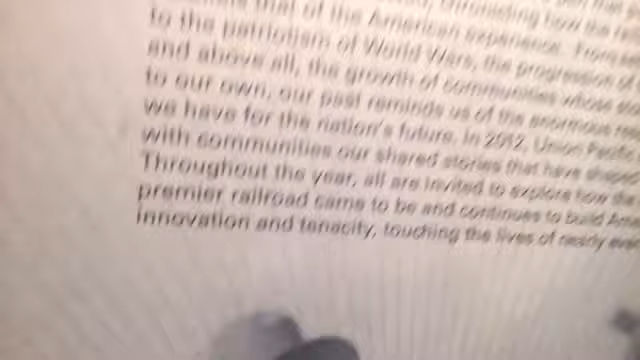 that of the American experience. From
to the patriotism of World Wars, the progression of
and above all, the growth of communities whose
to our own, our past reminds us of the enormous
we have for the nation's future. In 2012, Union Pacific
with communities our shared stories that have shaped
Throughout the year, all are invited to explore how the
premier railroad came to be and continues to build
innovation and tenacity, touching the lives of nearly